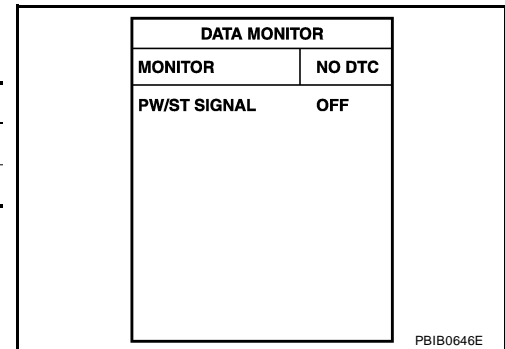 DATA MONITOR
MONITOR NO DTC
PW/ST SIGNAL OFF
PBIB0646E